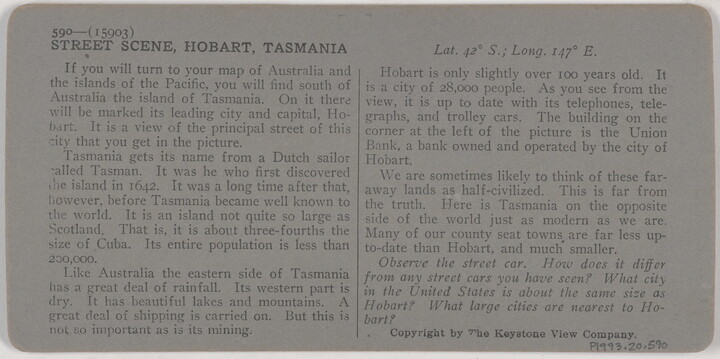 590—(15903)
STREET SCENE, HOBART, TASMANIA
Lat. 42° S.; Long. 147° E.
If you will turn to your map of Australia and
the islands of the Pacific, you will find south of
Australia the island of Tasmania. On it there
will be marked its leading city and capital, Ho-
bart. It is a view of the principal street of this
city that you get in the picture.
Tasmania gets its name from a Dutch sailor
called Tasman. It was he who first discovered
the island in 1642. It was a long time after that,
however, before Tasmania became well known to
the world. It is an island not quite so large as
Scotland. That is, it is about three-fourths the
size of Cuba. Its entire population is less than
200,000.
Like Australia the eastern side of Tasmania
has a great deal of rainfall. Its western part is
dry. It has beautiful lakes and mountains. A
great deal of shipping is carried on. But this is
not so important as is its mining.
Hobart is only slightly over 100 years old. It
is a city of 28,000 people. As you see from the
view, it is up to date with its telephones, tele-
graphs, and trolley cars. The building on the
corner at the left of the picture is the Union
Bank, a bank owned and operated by the city of
Hobart.
We are sometimes likely to think of these far-
away lands as half-civilized. This is far from
the truth. Here is Tasmania on the opposite
side of the world just as modern as we are.
Many of our county seat towns are far less up-
to-date than Hobart, and much smaller.
Observe the street car. How does it differ
from any street cars you have seen? What city
in the United States is about the same size as
Hobart? What large cities are nearest to Ho-
bart?
Copyright by The Keystone View Company.
P1993.20.590